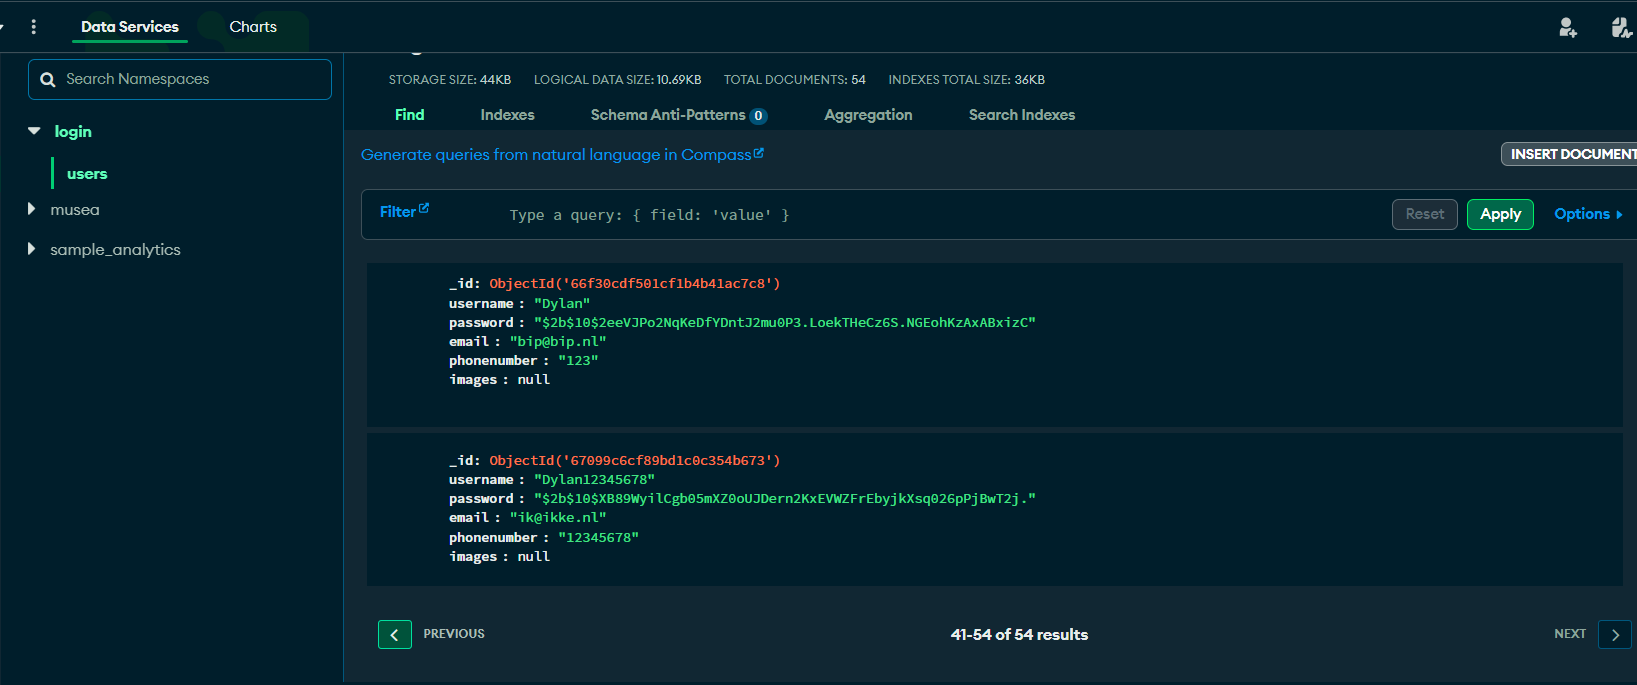 Data Services Charts
Search Namespaces
login
users
musea
sample_analytics
STORAGE SIZE: 44KB LOGICAL DATA SIZE: 10.69KB TOTAL DOCUMENTS: 54 INDEXES TOTAL SIZE: 36KB
Find Indexes Schema Anti-Patterns 0 Aggregation Search Indexes
Generate queries from natural language in Compass
INSERT DOCUMENT
Filter Type a query: { field: 'value' } Reset Apply Options
_id: ObjectId('66f30cdf501cf1b4b41ac7c8')
username : "Dylan"
password : "$2b$10$2eeVJPo2NqKeDfYDntJ2mu0P3.LoekTHeCz6S.NGEohKzAxABxizC"
email : "bip@bip.nl"
phonenumber : "123"
images : null
_id: ObjectId('67099c6cf89bd1c0c354b673')
username : "Dylan12345678"
password : "$2b$10$XB89WyilCgb05mXZ0oUJDern2KxEVWZFrEbyjkXsq026pPjBwT2j."
email : "ik@ikke.nl"
phonenumber : "12345678"
images : null
PREVIOUS 41-54 of 54 results NEXT